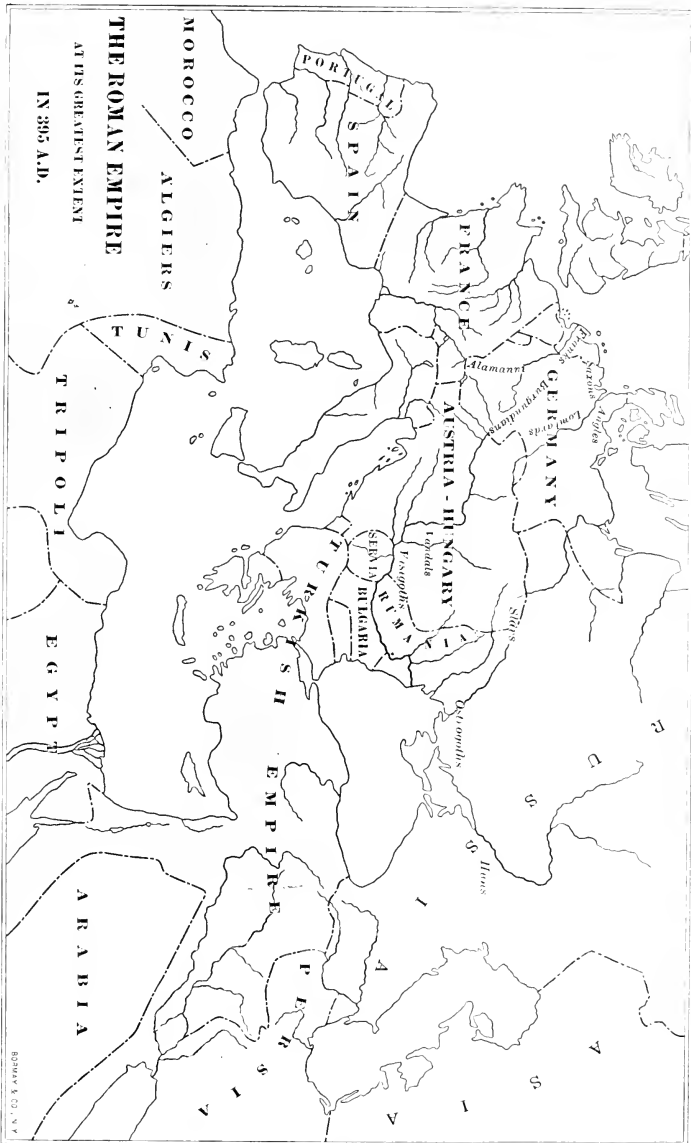 THE ROMAN EMPIRE
AT ITS GREATEST EXTENT
IN 395 A.D.
MOROCCO
ALGIERS
TUNIS
TRIPOLI
EGYPT
ARABIA
PORTUGAL
SPAIN
FRANCE
GERMANY
Franks
Saxons
Angles
Alamanni
Burgundians
Lombards
AUSTRIA-HUNGARY
Vandals
Visigoths
SERVIA
RUMANIA
BULGARIA
TURKISH EMPIRE
Slavs
Ostrogoths
Huns
RUSSIA
ASIA
PERSIA
BORMAY & CO., N.Y.